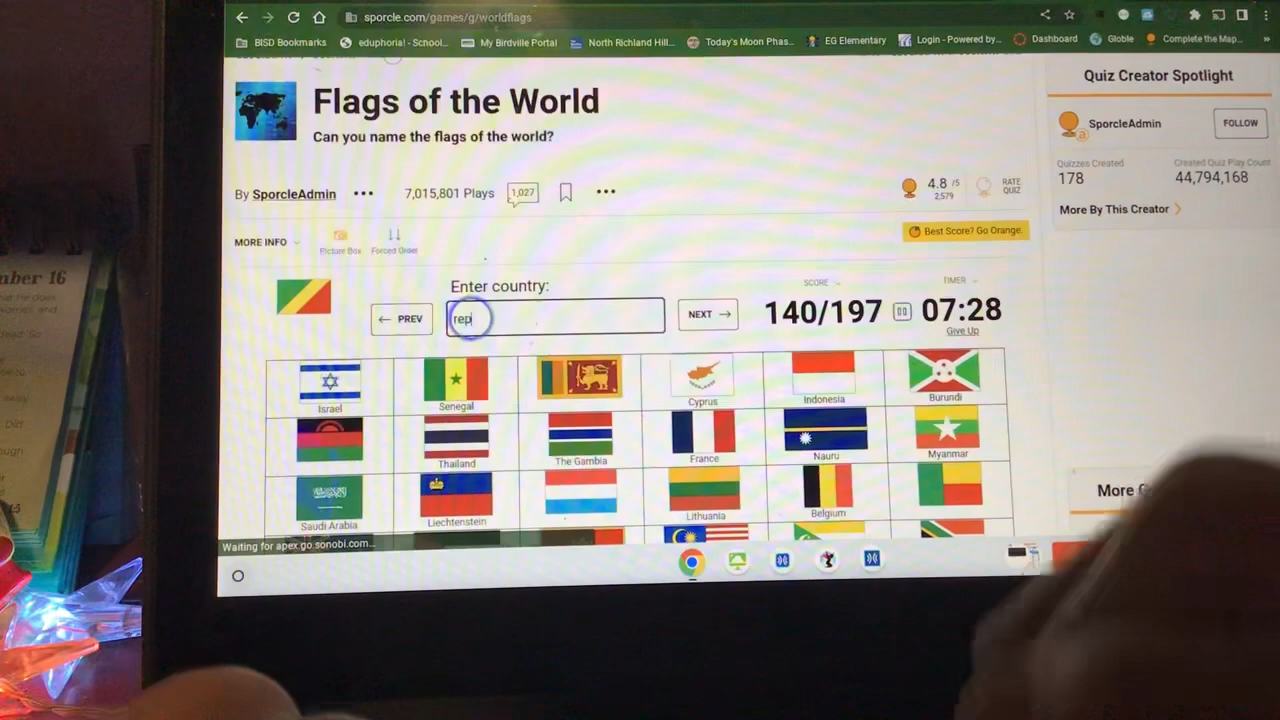 sporcle.com/games/g/worldflags
BISD Bookmarks eduphoria! - School... My Birdville Portal North Richland Hill... Today's Moon Phas... EG Elementary Login - Powered by... Dashboard Globle Complete the Map... »
Flags of the World
Can you name the flags of the world?
By SporcleAdmin ••• 7,015,801 Plays 1,027 •••
4.8 /5
2,579
RATE
QUIZ
MORE INFO Picture Box Forced Order
Best Score? Go Orange.
Enter country:
← PREV rep NEXT →
SCORE
140/197
TIMER
07:28
Give Up
Israel Senegal Cyprus Indonesia Burundi
Thailand The Gambia France Nauru Myanmar
Saudi Arabia Liechtenstein Lithuania Belgium
Waiting for apex.go.sonobi.com...
Quiz Creator Spotlight
SporcleAdmin FOLLOW
Quizzes Created
178
Created Quiz Play Count
44,794,168
More By This Creator
More
mber 16